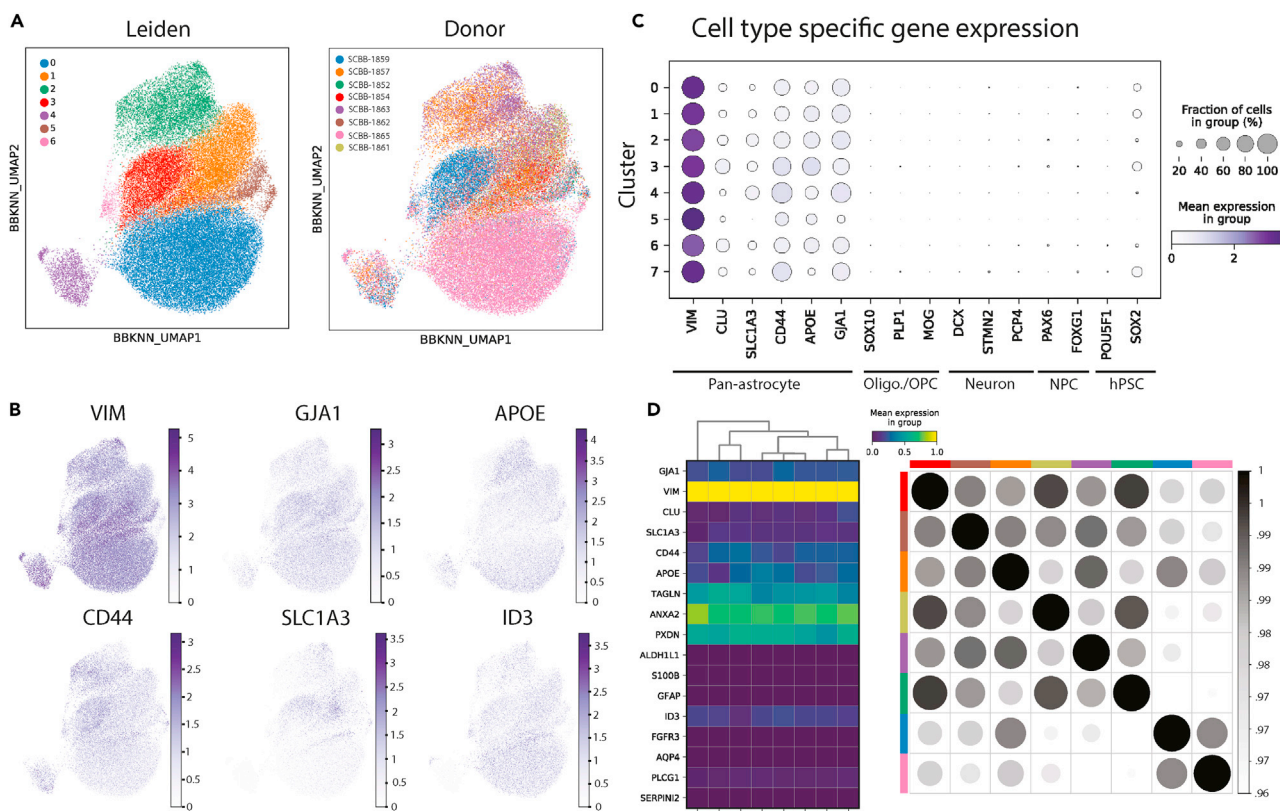 A
Leiden
0
1
2
3
4
5
6
BBKNN_UMAP2
BBKNN_UMAP1
Donor
SCBB-1859
SCBB-1857
SCBB-1852
SCBB-1854
SCBB-1863
SCBB-1862
SCBB-1865
SCBB-1861
BBKNN_UMAP2
BBKNN_UMAP1
C
Cell type specific gene expression
Cluster
0
1
2
3
4
5
6
7
VIM
CLU
SLC1A3
CD44
APOE
GJA1
SOX10
PLP1
MOG
DCX
STMN2
PCP4
PAX6
FOXG1
POU5F1
SOX2
Pan-astrocyte
Oligo./OPC
Neuron
NPC
hPSC
Fraction of cells
in group (%)
20 40 60 80 100
Mean expression
in group
0 2
B
VIM
5
4
3
2
1
0
GJA1
3
2.5
2
1.5
1
0.5
0
APOE
4
3.5
3
2.5
2
1.5
1
0.5
0
CD44
3
2.5
2
1.5
1
0.5
0
SLC1A3
3.5
3
2.5
2
1.5
1
0.5
0
ID3
3.5
3
2.5
2
1.5
1
0.5
0
D
Mean expression
in group
0.0 0.5 1.0
GJA1
VIM
CLU
SLC1A3
CD44
APOE
TAGLN
ANXA2
PXDN
ALDH1L1
S100B
GFAP
ID3
FGFR3
AQP4
PLCG1
SERPINI2
1
1
.99
.99
.99
.98
.98
.97
.97
.96